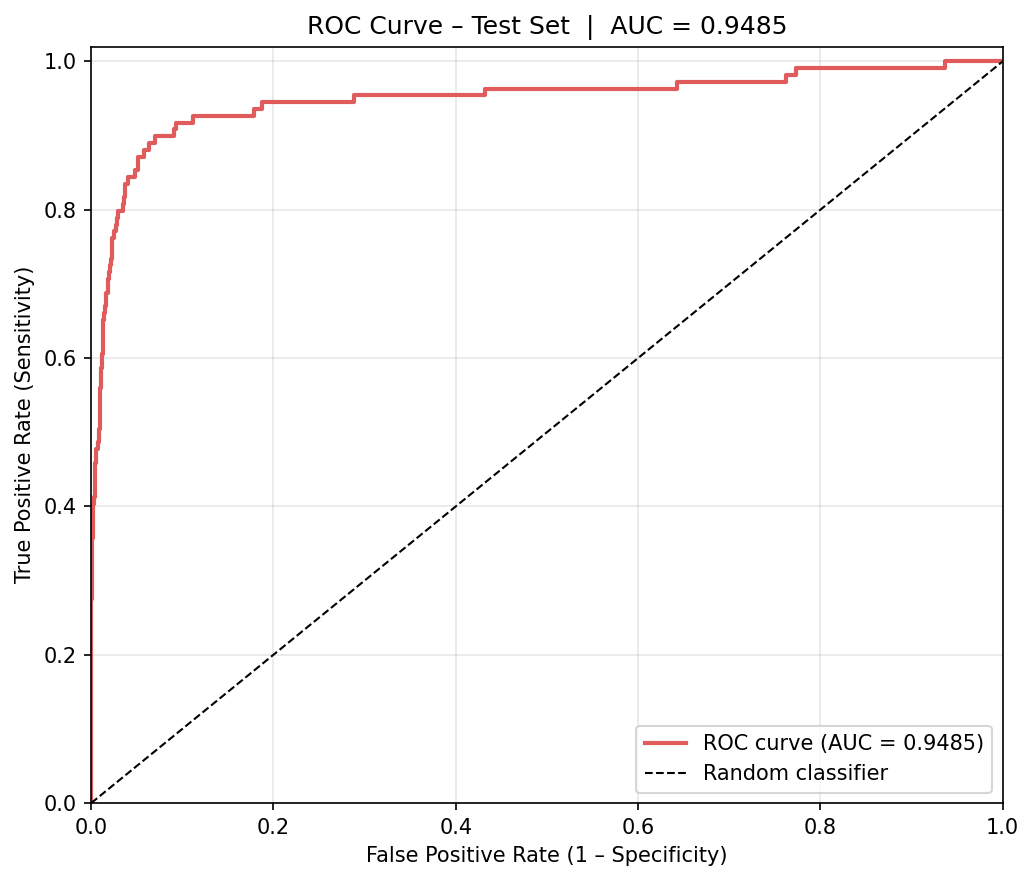 ROC Curve – Test Set | AUC = 0.9485
1.0
0.8
0.6
0.4
0.2
0.0
True Positive Rate (Sensitivity)
ROC curve (AUC = 0.9485)
Random classifier
0.0 0.2 0.4 0.6 0.8 1.0
False Positive Rate (1 – Specificity)